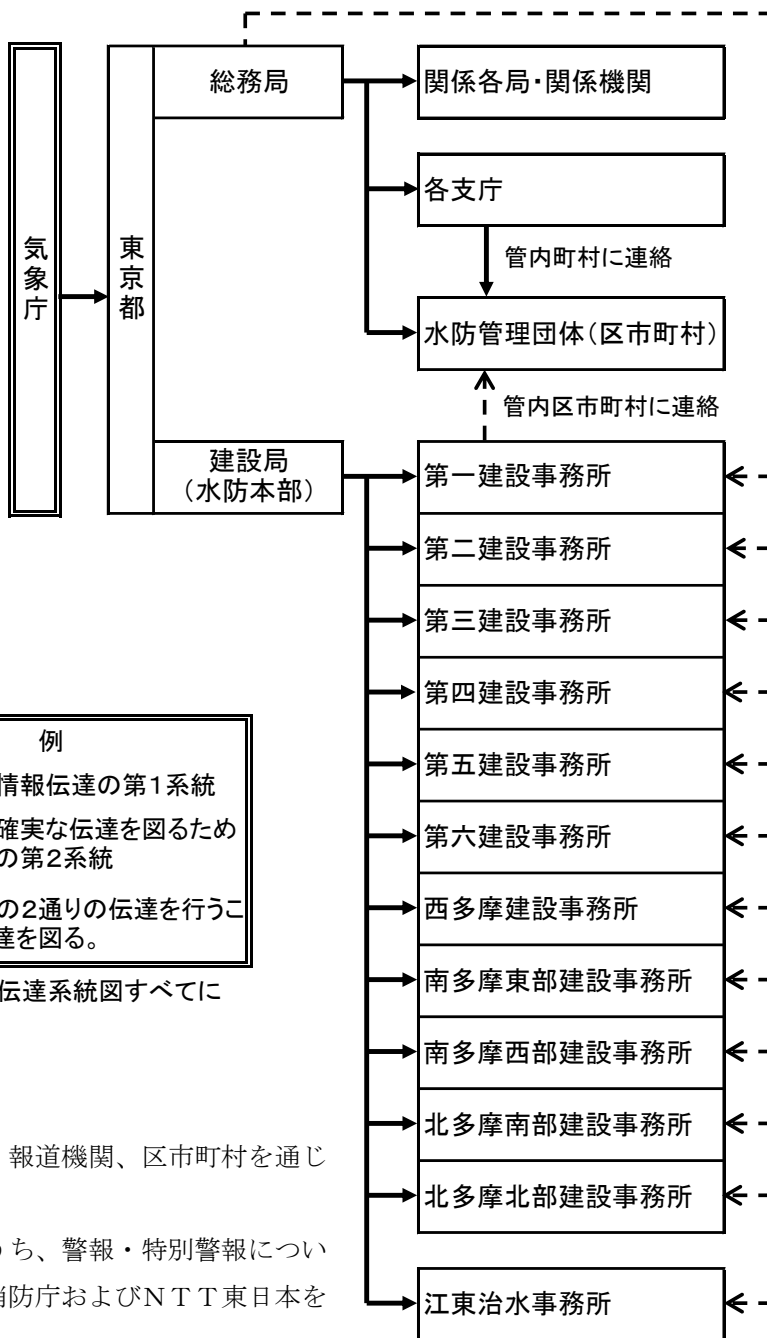 気象庁
東京都
総務局
関係各局・関係機関
各支庁
管内町村に連絡
水防管理団体(区市町村)
管内区市町村に連絡
建設局
(水防本部)
第一建設事務所
第二建設事務所
第三建設事務所
第四建設事務所
第五建設事務所
第六建設事務所
西多摩建設事務所
南多摩東部建設事務所
南多摩西部建設事務所
北多摩南部建設事務所
北多摩北部建設事務所
江東治水事務所
例
情報伝達の第1系統
確実な伝達を図るため
の第2系統
の2通りの伝達を行うこ
達を図る。
伝達系統図すべてに
報道機関、区市町村を通じ
うち、警報・特別警報につい
消防庁およびNTT東日本を